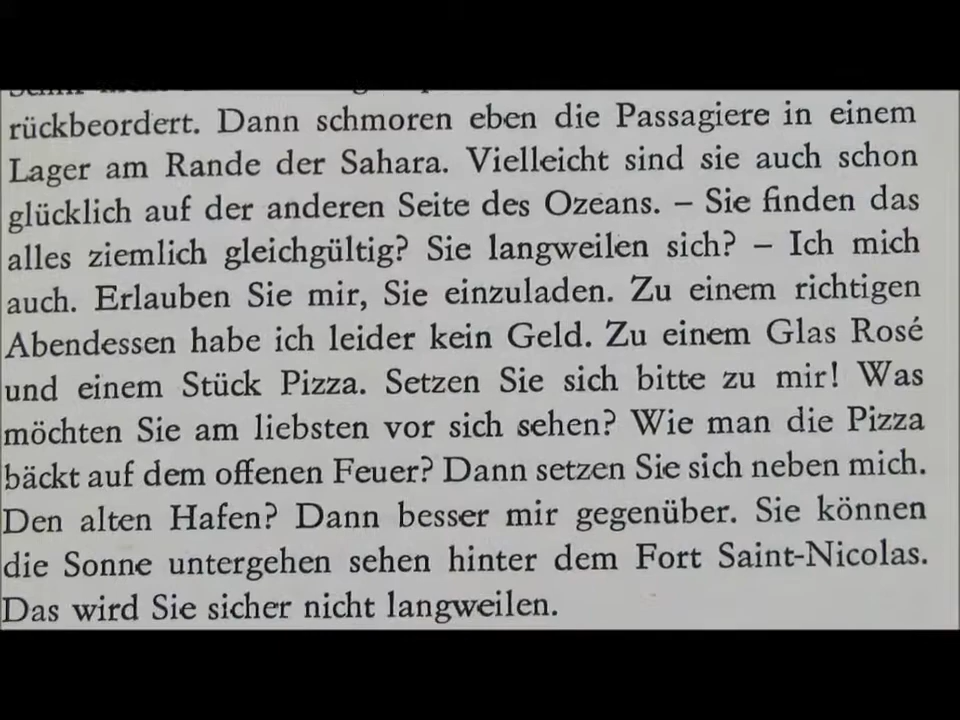 rückbeordert. Dann schmoren eben die Passagiere in einem
Lager am Rande der Sahara. Vielleicht sind sie auch schon
glücklich auf der anderen Seite des Ozeans. – Sie finden das
alles ziemlich gleichgültig? Sie langweilen sich? – Ich mich
auch. Erlauben Sie mir, Sie einzuladen. Zu einem richtigen
Abendessen habe ich leider kein Geld. Zu einem Glas Rosé
und einem Stück Pizza. Setzen Sie sich bitte zu mir! Was
möchten Sie am liebsten vor sich sehen? Wie man die Pizza
bäckt auf dem offenen Feuer? Dann setzen Sie sich neben mich.
Den alten Hafen? Dann besser mir gegenüber. Sie können
die Sonne untergehen sehen hinter dem Fort Saint-Nicolas.
Das wird Sie sicher nicht langweilen.